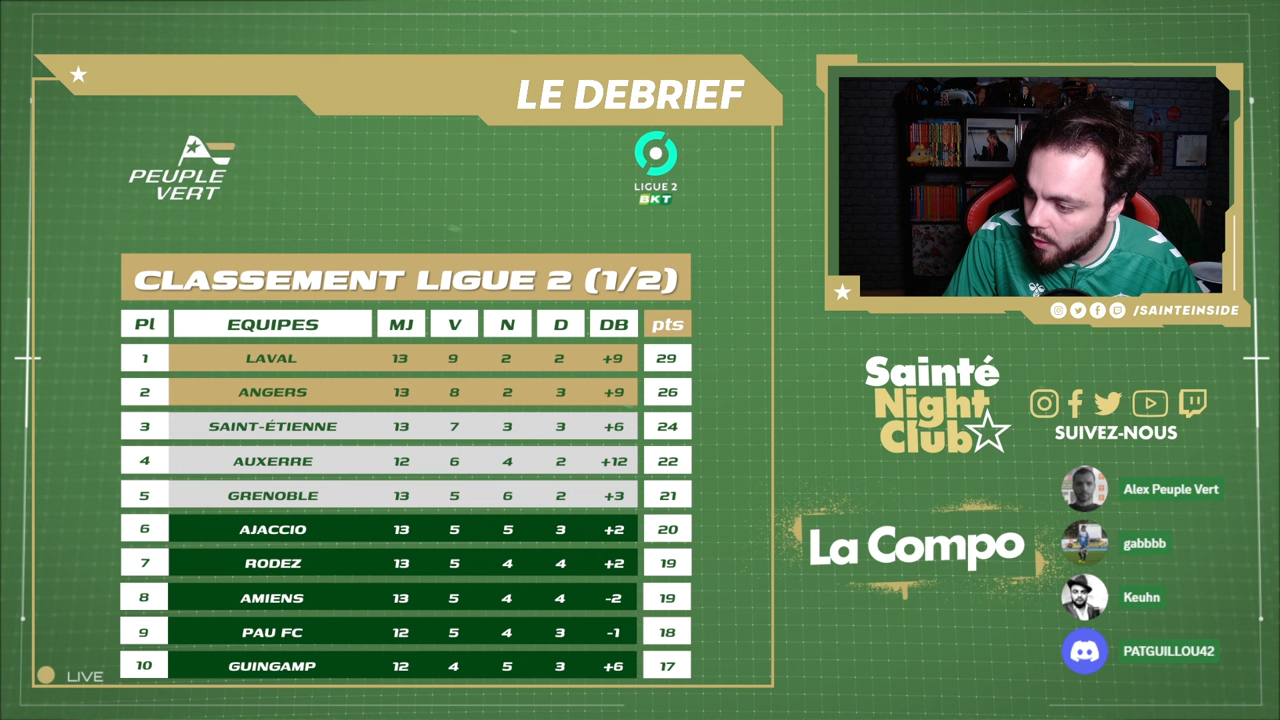 LE DEBRIEF
PEUPLE
VERT
LIGUE 2
BKT
CLASSEMENT LIGUE 2 (1/2)
Pl EQUIPES MJ V N D DB pts
1 LAVAL 13 9 2 2 +9 29
2 ANGERS 13 8 2 3 +9 26
3 SAINT-ÉTIENNE 13 7 3 3 +6 24
4 AUXERRE 12 6 4 2 +12 22
5 GRENOBLE 13 5 6 2 +3 21
6 AJACCIO 13 5 5 3 +2 20
7 RODEZ 13 5 4 4 +2 19
8 AMIENS 13 5 4 4 -2 19
9 PAU FC 12 5 4 3 -1 18
10 GUINGAMP 12 4 5 3 +6 17
LIVE
/SAINTEINSIDE
Sainté
Night
Club
SUIVEZ-NOUS
La Compo
Alex Peuple Vert
gabbbb
Keuhn
PATGUILLOU42